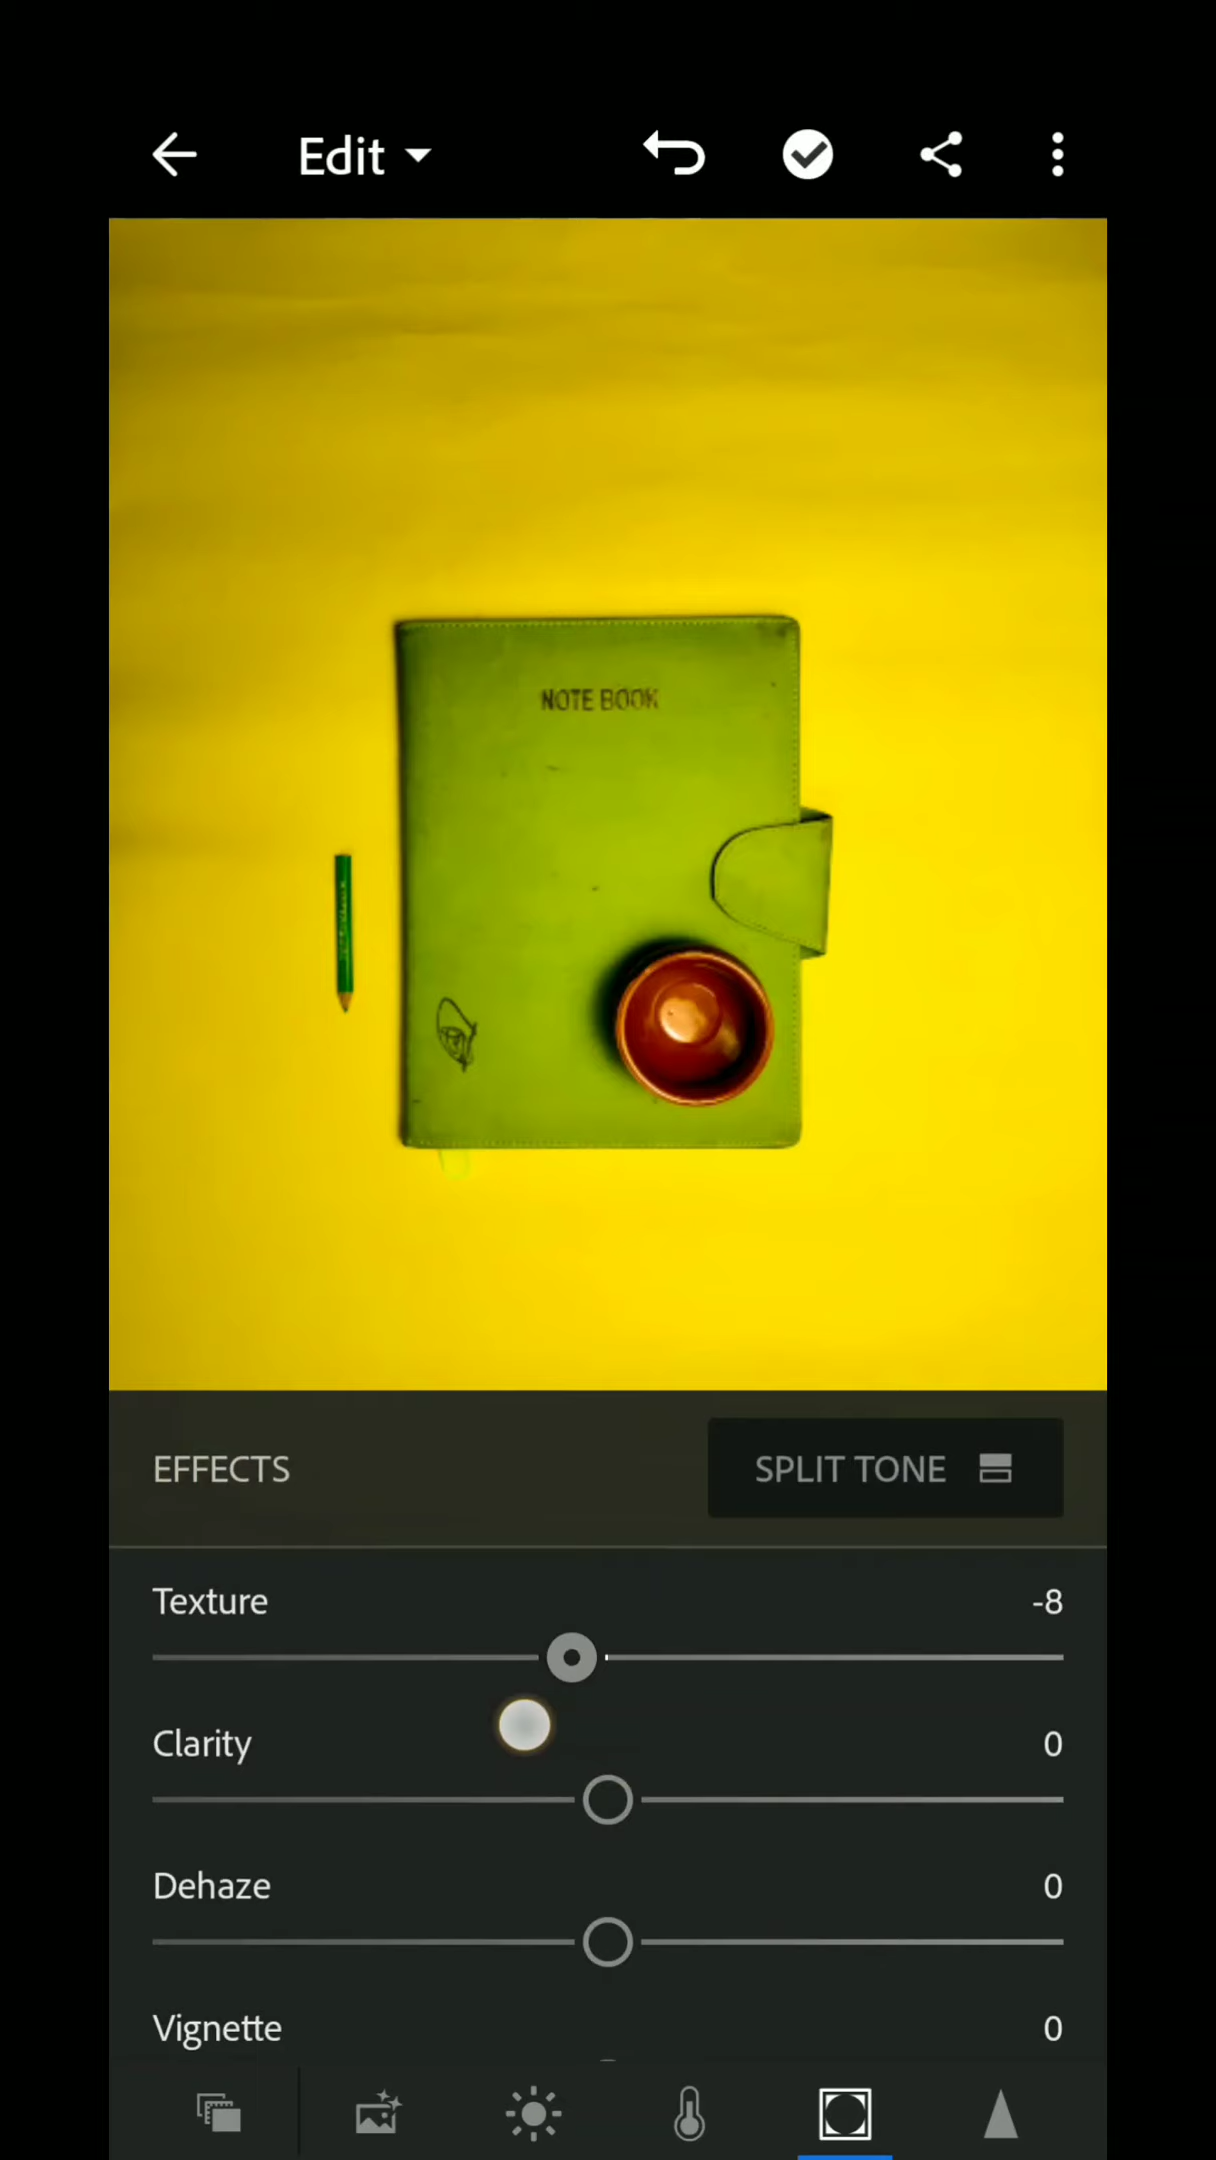 Edit
NOTE BOOK
EFFECTS
SPLIT TONE
Texture
-8
Clarity
0
Dehaze
0
Vignette
0